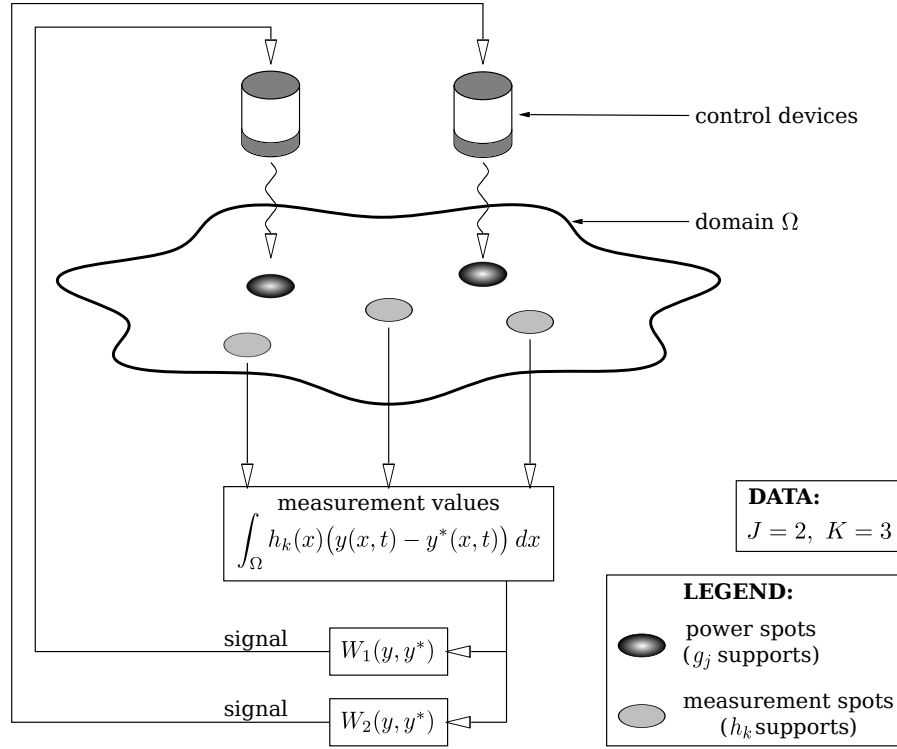 control devices
domain Ω
measurement values
∫_Ω h_k(x)(y(x,t) − y*(x,t)) dx
DATA:
J = 2, K = 3
LEGEND:
power spots
(g_j supports)
measurement spots
(h_k supports)
signal
W_1(y, y*)
signal
W_2(y, y*)